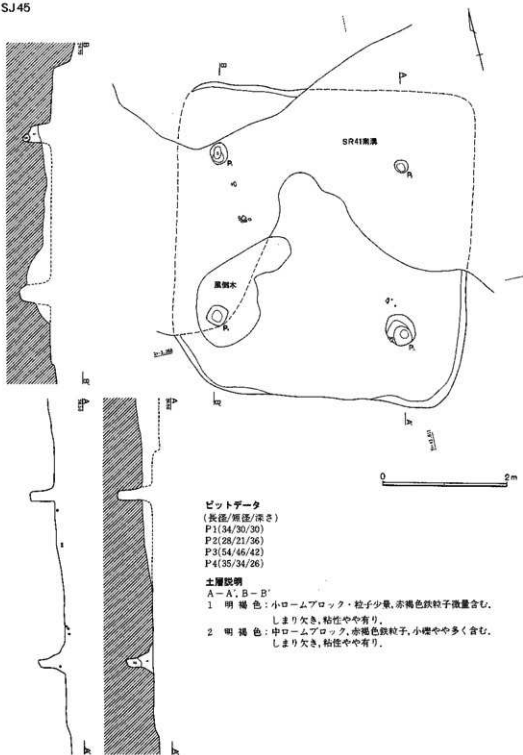 SJ45
B
A
SR41南溝
P₁
P₁
風倒木
P₁
P₁
B'
A'
0 2m
ピットデータ
(長径/短径/深さ)
P1(34/30/30)
P2(28/21/36)
P3(54/46/42)
P4(35/34/26)
土層説明
A-A', B-B'
1 明褐色:小ロームブロック・粒子少量,赤褐色鉄粒子微量含む。
しまり欠き,粘性やや有り。
2 明褐色:中ロームブロック,赤褐色鉄粒子,小礫やや多く含む。
しまり欠き,粘性やや有り。